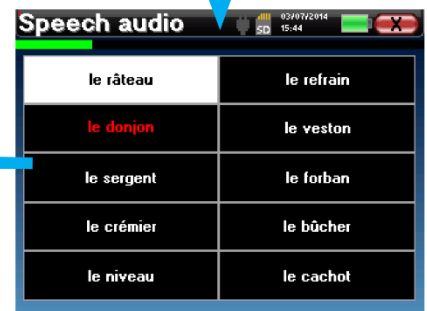 Speech audio
SD
03/07/2014
15:44
X
le râteau le refrain
le donjon le veston
le sergent le forban
le crémier le bûcher
le niveau le cachot